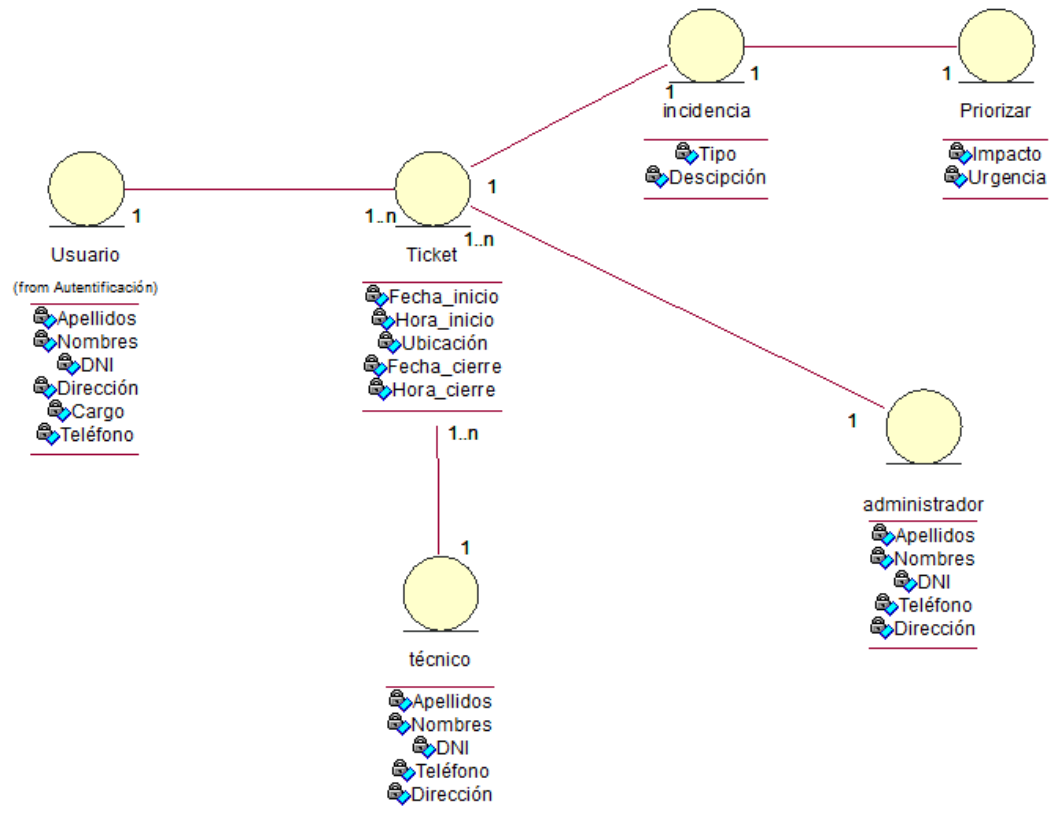 1
1
1
incidencia
Tipo
Descipción
Priorizar
Impacto
Urgencia
1
1..n
1
1..n
Usuario
(from Autentificación)
Apellidos
Nombres
DNI
Dirección
Cargo
Teléfono
Ticket
Fecha_inicio
Hora_inicio
Ubicación
Fecha_cierre
Hora_cierre
1..n
1
administrador
Apellidos
Nombres
DNI
Teléfono
Dirección
1
técnico
Apellidos
Nombres
DNI
Teléfono
Dirección